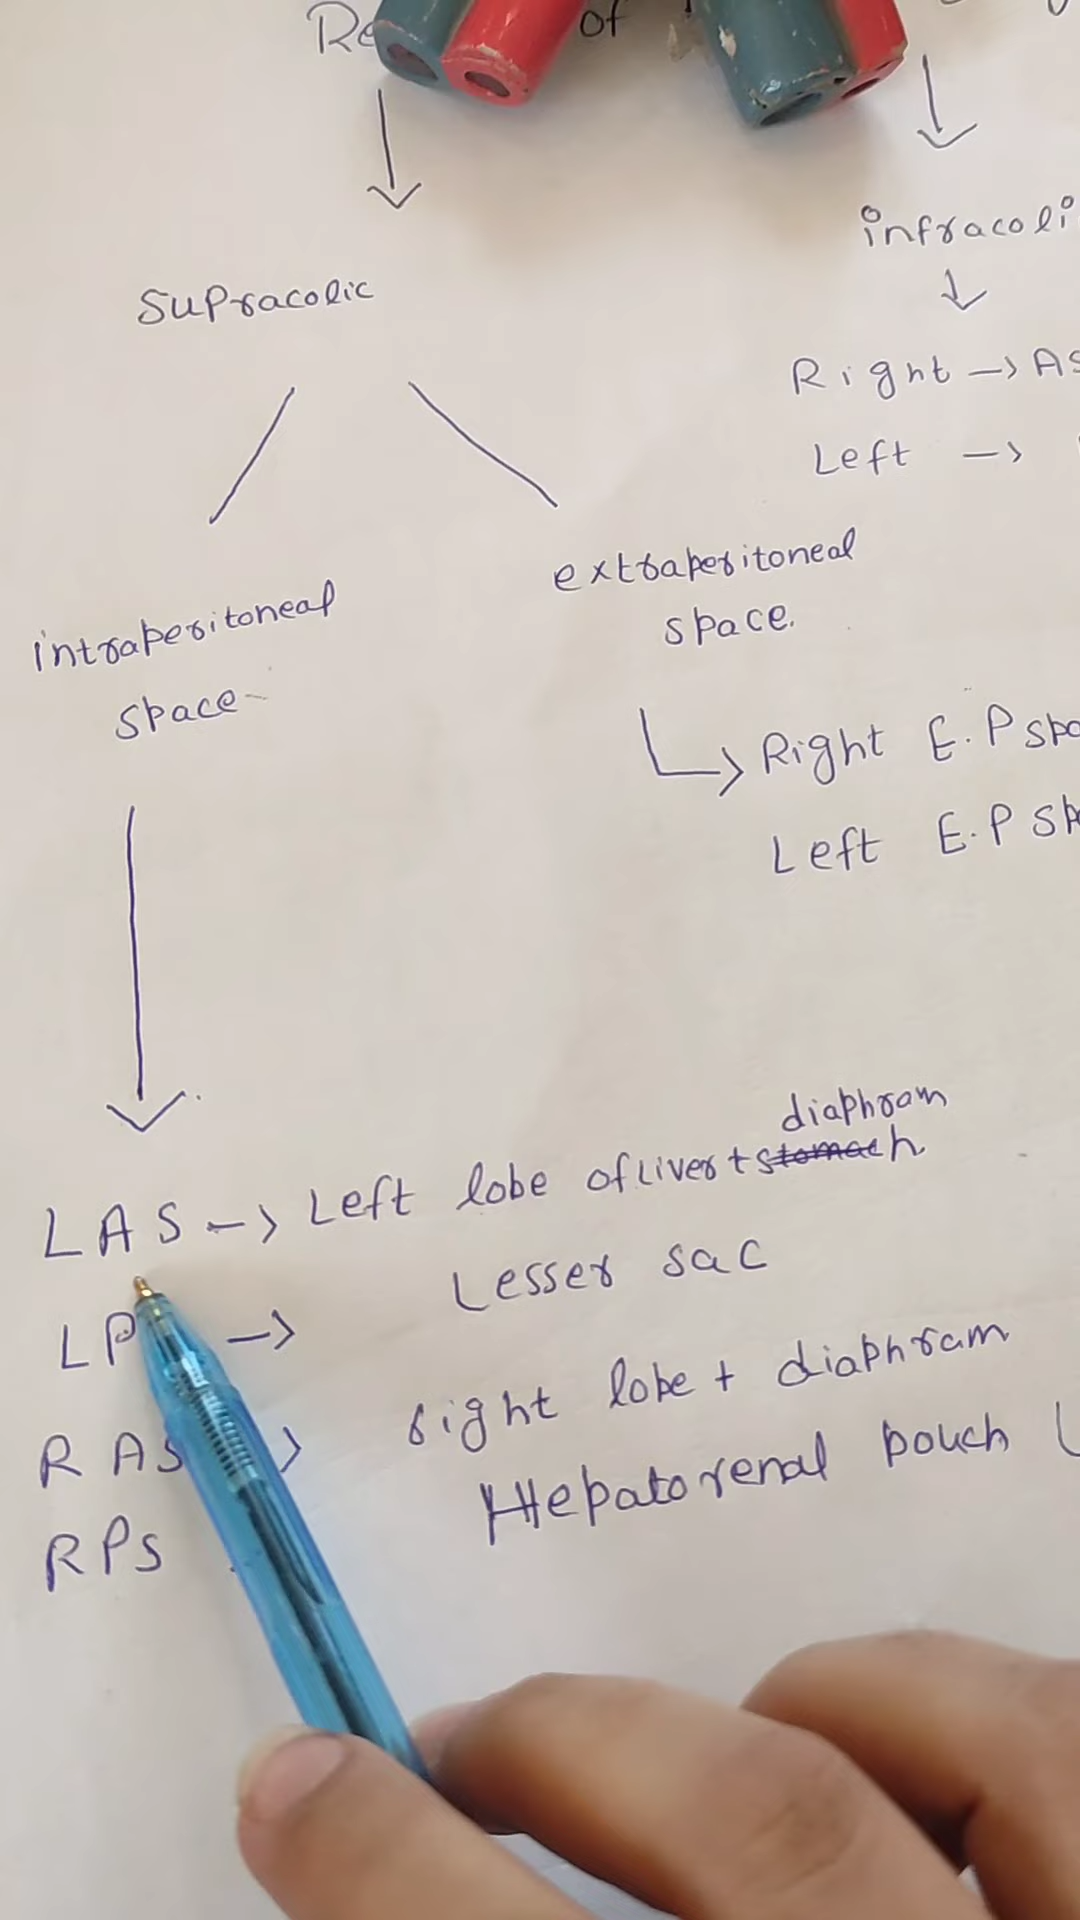 of
Supracolic
infracoli
Right → AS
Left →
intraperitoneal
space
extraperitoneal
space.
Right E.P spa
Left E.P sp
diaphram
LAS → Left lobe of Liver + stomach
LP → Lesser sac
RAS → right lobe + diaphram
RPS Hepatorenal pouch (